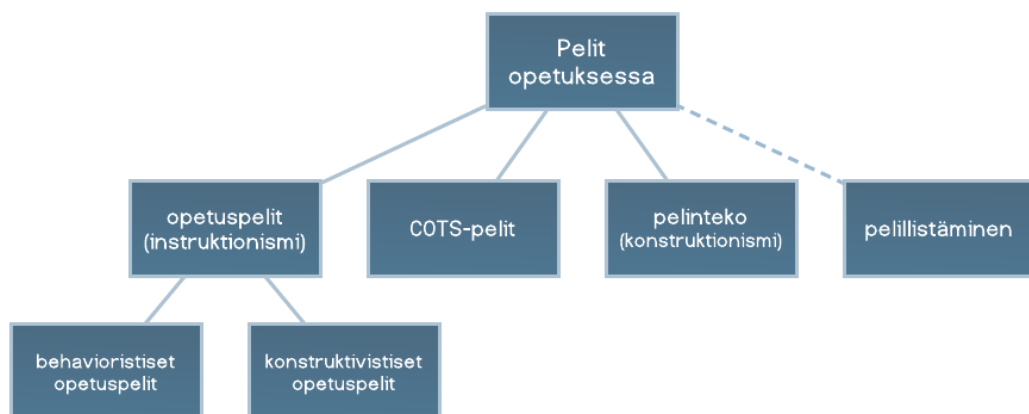 Pelit
opetuksessa
opetuspelit
(instruktionismi)
COTS-pelit
pelinteko
(konstruktionismi)
pelillistäminen
behavioristiset
opetuspelit
konstruktivistiset
opetuspelit